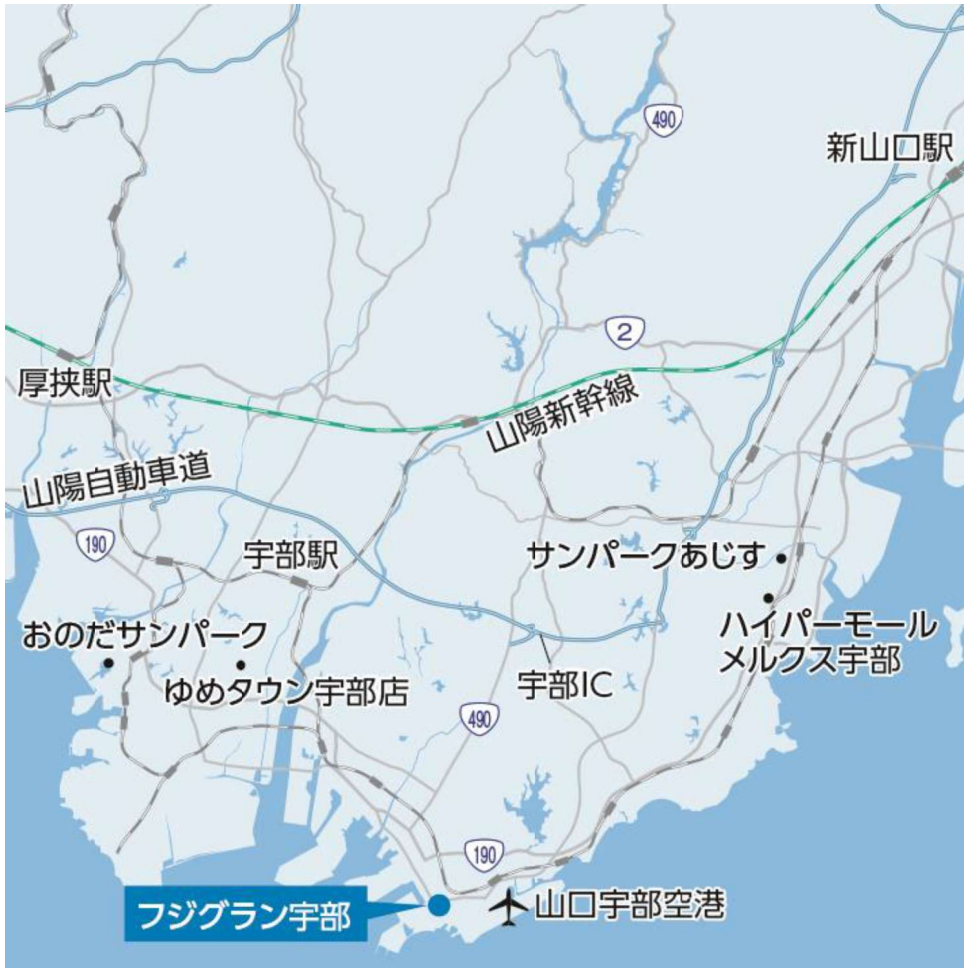 490
新山口駅
2
厚狭駅
山陽新幹線
山陽自動車道
190
宇部駅
サンパークあじす
おのだサンパーク
ゆめタウン宇部店
宇部IC
ハイパーモール
メルクス宇部
490
190
フジグラン宇部
山口宇部空港